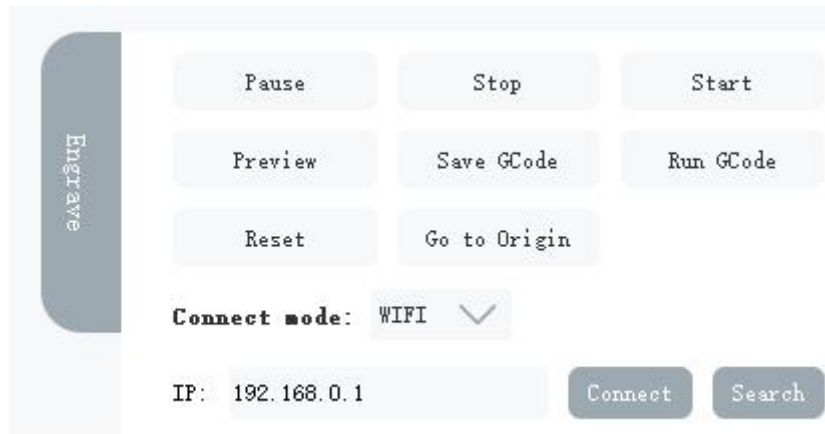 Engrave
Pause Stop Start
Preview Save GCode Run GCode
Reset Go to Origin
Connect mode: WIFI
IP: 192.168.0.1 Connect Search